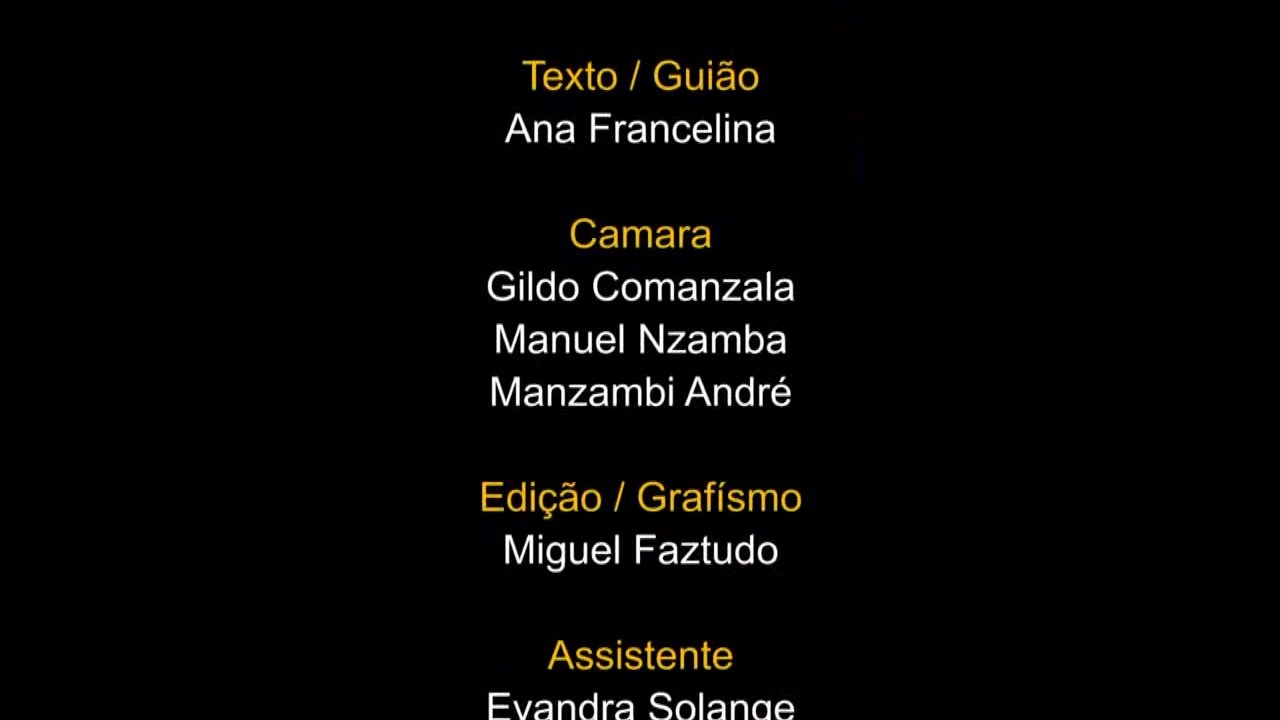 Texto / Guião
Ana Francelina
Camara
Gildo Comanzala
Manuel Nzamba
Manzambi André
Edição / Grafísmo
Miguel Faztudo
Assistente
Evandra Solange